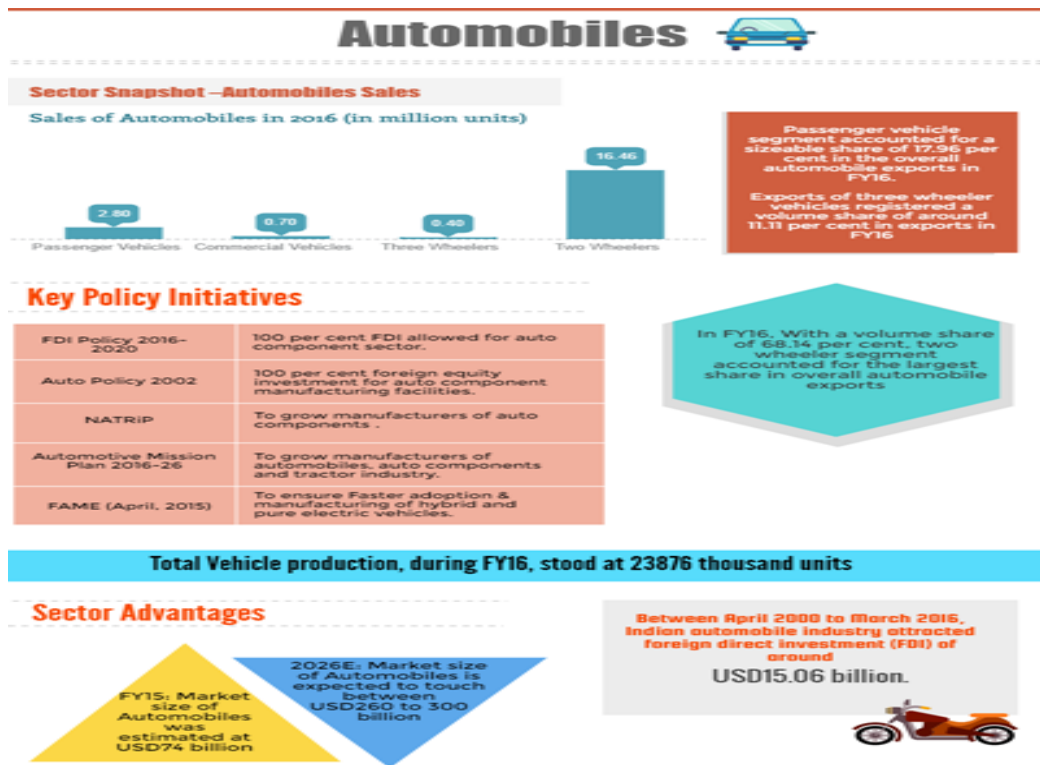 Automobiles
Sector Snapshot –Automobiles Sales
Sales of Automobiles in 2016 (in million units)
2.80
0.70
0.40
16.46
Passenger Vehicles
Commercial Vehicles
Three Wheelers
Two Wheelers
Passenger vehicle
segment accounted for a
sizeable share of 17.96 per
cent in the overall
automobile exports in
FY16.
Exports of three wheeler
vehicles registered a
volume share of around
11.11 per cent in exports in
FY16
Key Policy Initiatives
FDI Policy 2016-
2020
100 per cent FDI allowed for auto
component sector.
Auto Policy 2002
100 per cent foreign equity
investment for auto component
manufacturing facilities.
NATRiP
To grow manufacturers of auto
components .
Automotive Mission
Plan 2016-26
To grow manufacturers of
automobiles, auto components
and tractor industry.
FAME (April, 2015)
To ensure Faster adoption &
manufacturing of hybrid and
pure electric vehicles.
In FY16, With a volume share
of 68.14 per cent, two
wheeler segment
accounted for the largest
share in overall automobile
exports
Total Vehicle production, during FY16, stood at 23876 thousand units
Sector Advantages
FY15: Market
size of
Automobiles
was
estimated at
USD74 billion
2026E: Market size
of Automobiles is
expected to touch
between
USD260 to 300
billion
Between April 2000 to March 2016,
Indian automobile industry attracted
foreign direct investment (FDI) of
around
USD15.06 billion.